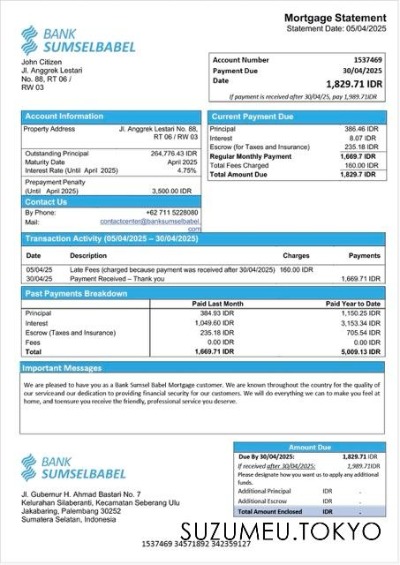 Mortgage Statement
Statement Date: 05/04/2025
BANK
SUMSELBABEL
John Citizen
Jl. Anggrek Lestari
No. 88, RT 06 /
RW 03
Account Number 1537469
Payment Due 30/04/2025
Date 1,829.71 IDR
If payment is received after 30/04/25, pay 1,989.71IDR
Account Information
Property Address Jl. Anggrek Lestari No. 88,
RT 06 / RW 03
Outstanding Principal 264,776.43 IDR
Maturity Date April 2025
Interest Rate (Until April 2025) 4.75%
Prepayment Penalty
(Until April 2025) 3,500.00 IDR
Current Payment Due
Principal 386.46 IDR
Interest 8.07 IDR
Escrow (for Taxes and Insurance) 235.18 IDR
Regular Monthly Payment 1,669.7 IDR
Total Fees Charged 160.00 IDR
Total Amount Due 1,829.7 IDR
Contact Us
By Phone: +62 711 5228080
Mail: contactcenter@banksumselbabel.
com
Transaction Activity (05/04/2025 – 30/04/2025)
Date Description Charges Payments
05/04/25 Late Fees (charged because payment was received after 30/04/2025) 160.00 IDR
30/04/25 Payment Received – Thank you 1,669.71 IDR
Past Payments Breakdown
Paid Last Month Paid Year to Date
Principal 384.93 IDR 1,150.25 IDR
Interest 1,049.60 IDR 3,153.34 IDR
Escrow (Taxes and Insurance) 235.18 IDR 705.54 IDR
Fees 0.00 IDR 0.00 IDR
Total 1,669.71 IDR 5,009.13 IDR
Important Messages
We are pleased to have you as a Bank Sumsel Babel Mortgage customer. We are known throughout the country for the quality of
our serviceand our dedication to providing financial security for our customers. We will do everything we can to make you feel at
home, and toensure you receive the friendly, professional service you deserve.
BANK
SUMSELBABEL
Jl. Gubernur H. Ahmad Bastari No. 7
Kelurahan Silaberanti, Kecamatan Seberang Ulu
Jakabaring, Palembang 30252
Sumatera Selatan, Indonesia
Amount Due
Due By 30/04/2025: 1,829.71 IDR
If received after 30/04/2025: 1,989.71IDR
Please designate how you want us to apply any additional
funds.
Additional Principal IDR -
Additional Escrow IDR -
Total Amount Enclosed IDR -
SUZUMEU.TOKYO
1537469 34571892 342359127